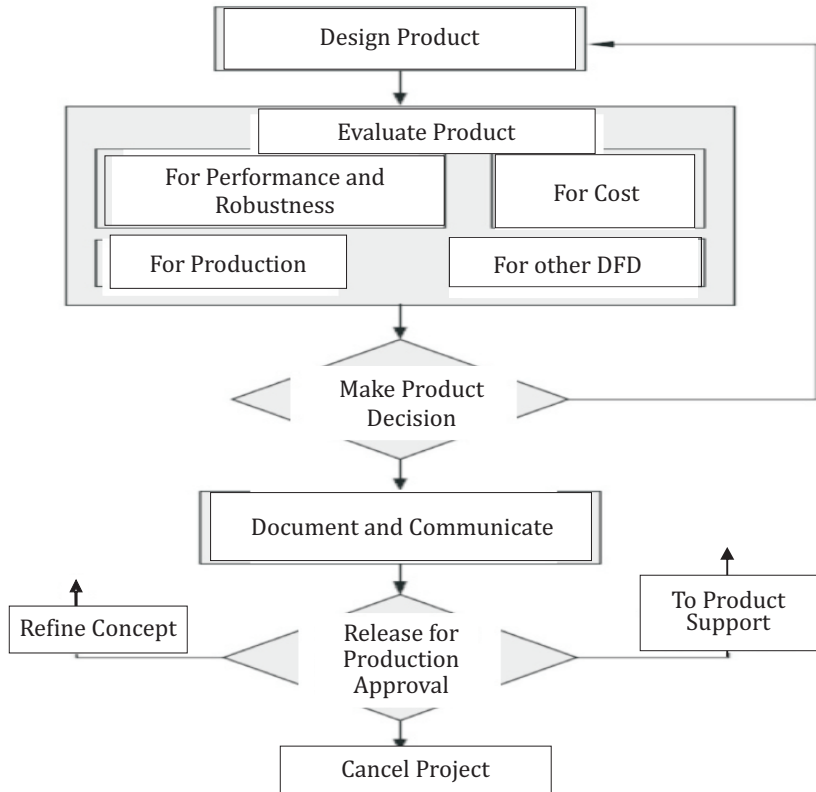 Design Product
Evaluate Product
For Performance and
Robustness
For Cost
For Production
For other DFD
Make Product
Decision
Document and Communicate
Refine Concept
To Product
Support
Release for
Production
Approval
Cancel Project